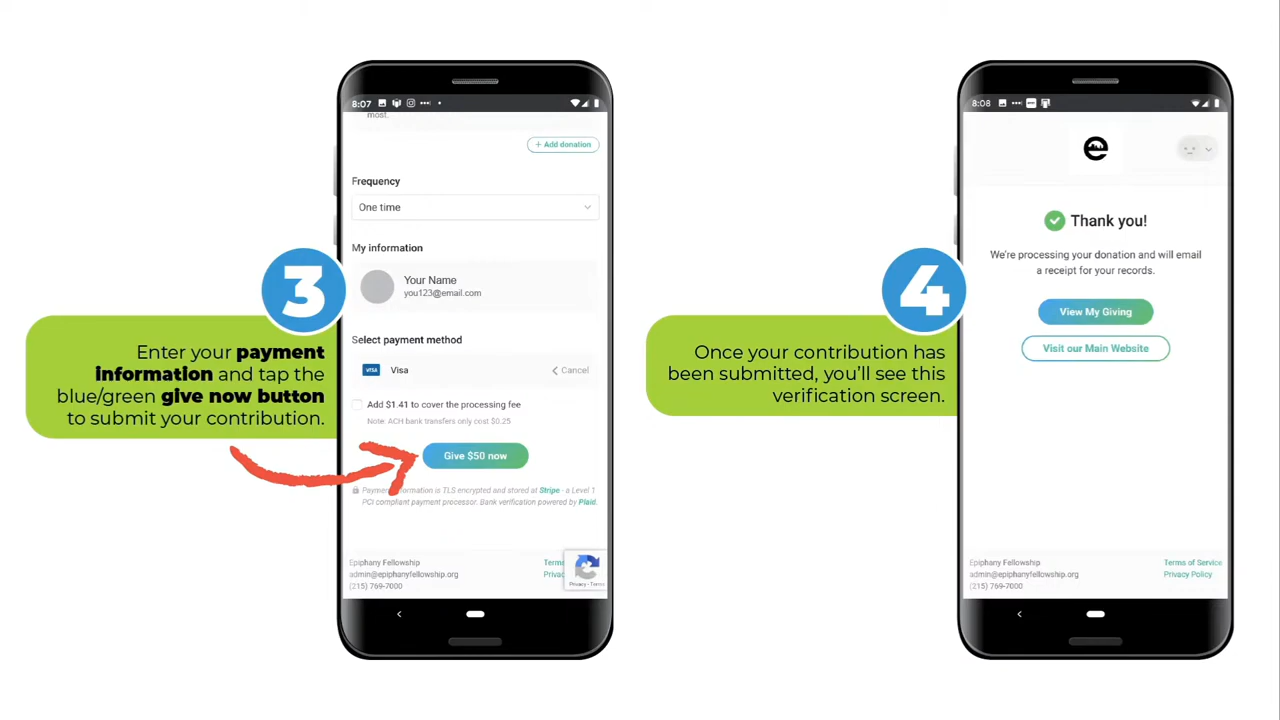 3
Enter your payment
information and tap the
blue/green give now button
to submit your contribution.
8:07
most.
+ Add donation
Frequency
One time
My information
Your Name
you123@email.com
Select payment method
VISA Visa < Cancel
Add $1.41 to cover the processing fee
Note: ACH bank transfers only cost $0.25
Give $50 now
Payment information is TLS encrypted and stored at Stripe - a Level 1
PCI compliant payment processor. Bank verification powered by Plaid.
Epiphany Fellowship
admin@epiphanyfellowship.org
(215) 769-7000
Privacy - Terms
4
Once your contribution has
been submitted, you'll see this
verification screen.
8:08
e
Thank you!
We're processing your donation and will email
a receipt for your records.
View My Giving
Visit our Main Website
Epiphany Fellowship
admin@epiphanyfellowship.org
(215) 769-7000
Terms of Service
Privacy Policy